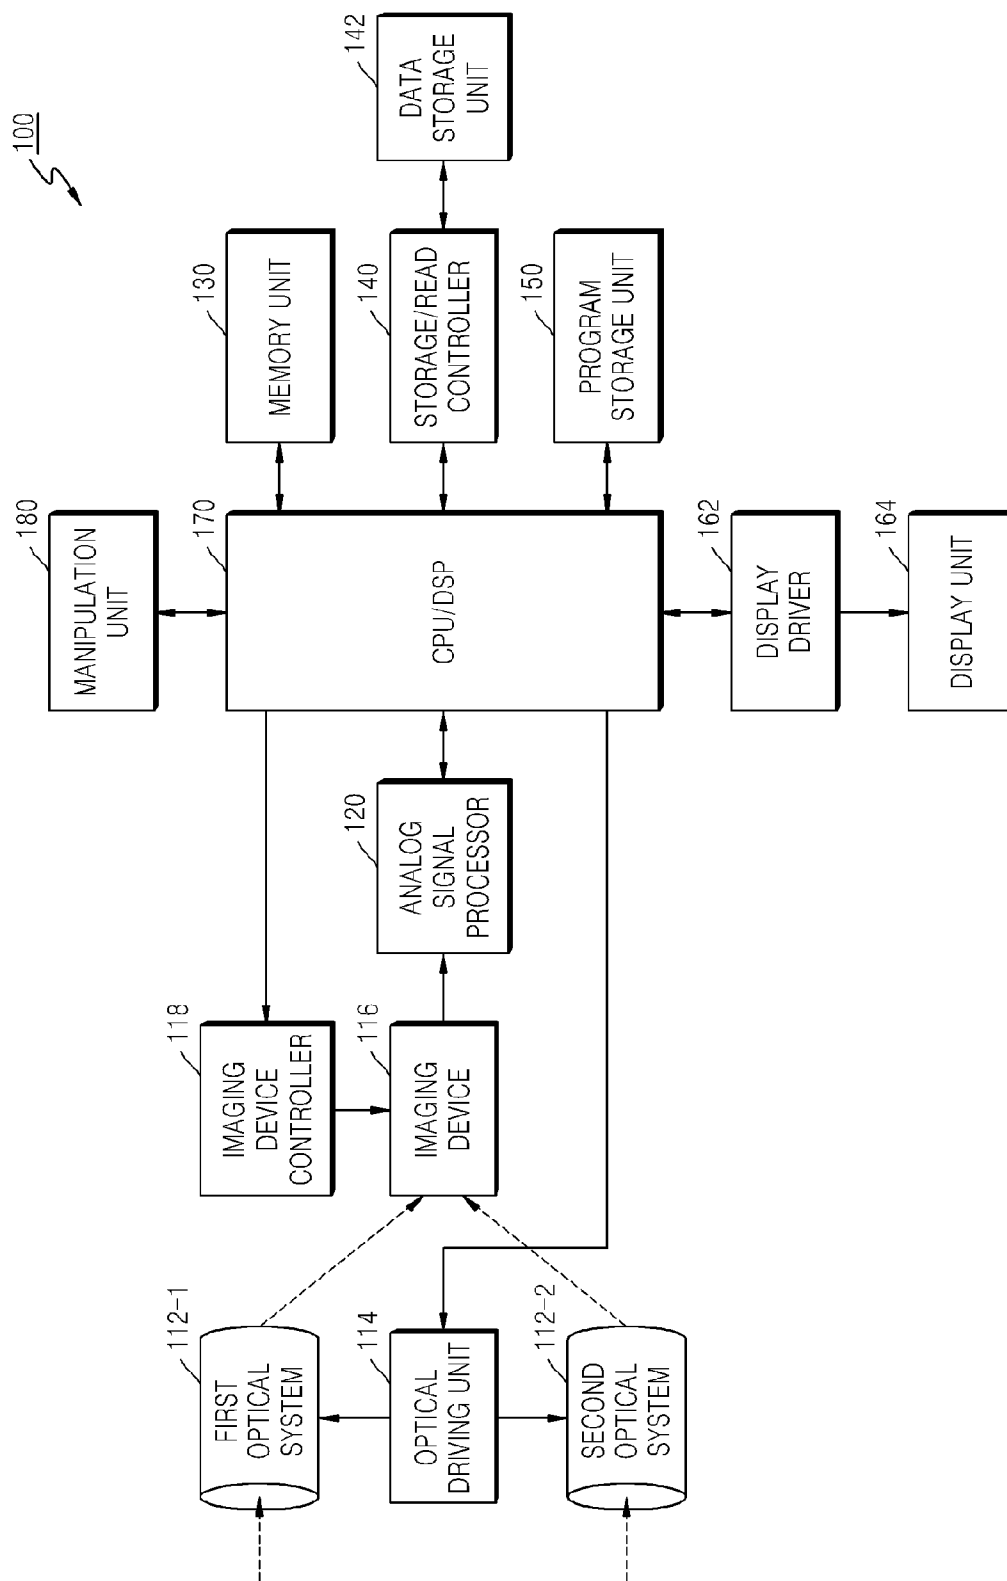 100
112-1
FIRST
OPTICAL
SYSTEM
114
OPTICAL
DRIVING UNIT
112-2
SECOND
OPTICAL
SYSTEM
118
IMAGING
DEVICE
CONTROLLER
116
IMAGING
DEVICE
120
ANALOG
SIGNAL
PROCESSOR
180
MANIPULATION
UNIT
170
CPU/DSP
162
DISPLAY
DRIVER
164
DISPLAY UNIT
130
MEMORY UNIT
140
STORAGE/READ
CONTROLLER
150
PROGRAM
STORAGE UNIT
142
DATA
STORAGE
UNIT